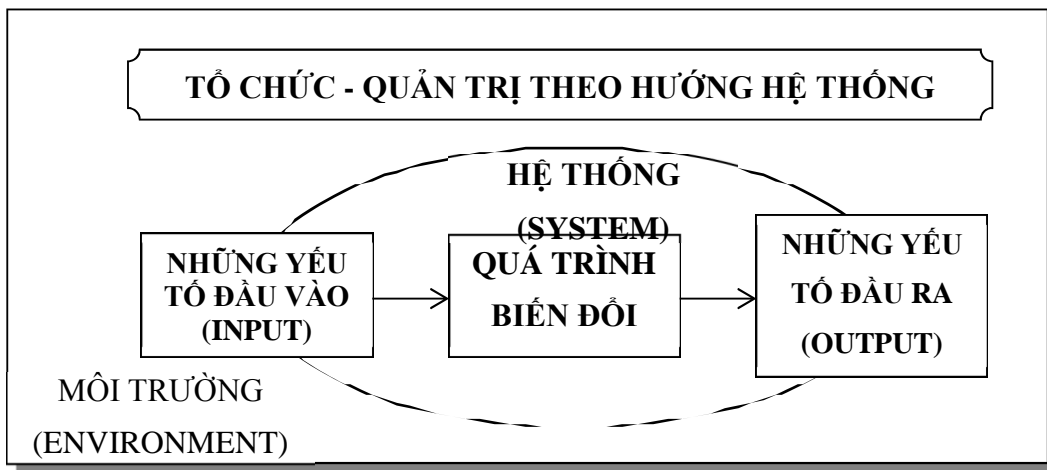 TỔ CHỨC - QUẢN TRỊ THEO HƯỚNG HỆ THỐNG
HỆ THỐNG
(SYSTEM)
NHỮNG YẾU
TỐ ĐẦU VÀO
(INPUT)
QUÁ TRÌNH
BIẾN ĐỔI
NHỮNG YẾU
TỐ ĐẦU RA
(OUTPUT)
MÔI TRƯỜNG
(ENVIRONMENT)